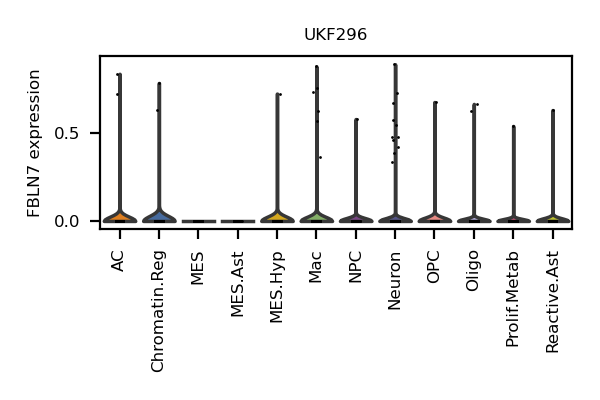 UKF296
FBLN7 expression
0.5
0.0
AC
Chromatin.Reg
MES
MES.Ast
MES.Hyp
Mac
NPC
Neuron
OPC
Oligo
Prolif.Metab
Reactive.Ast